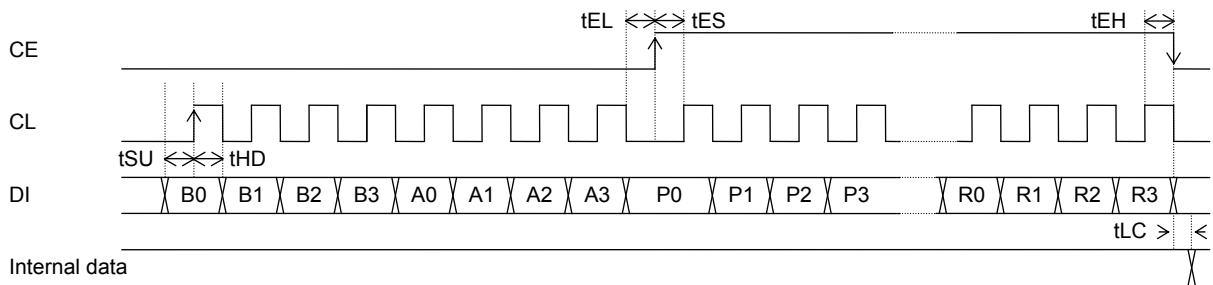 tEL tES tEH
CE
CL
tSU tHD
DI B0 B1 B2 B3 A0 A1 A2 A3 P0 P1 P2 P3 R0 R1 R2 R3
tLC
Internal data